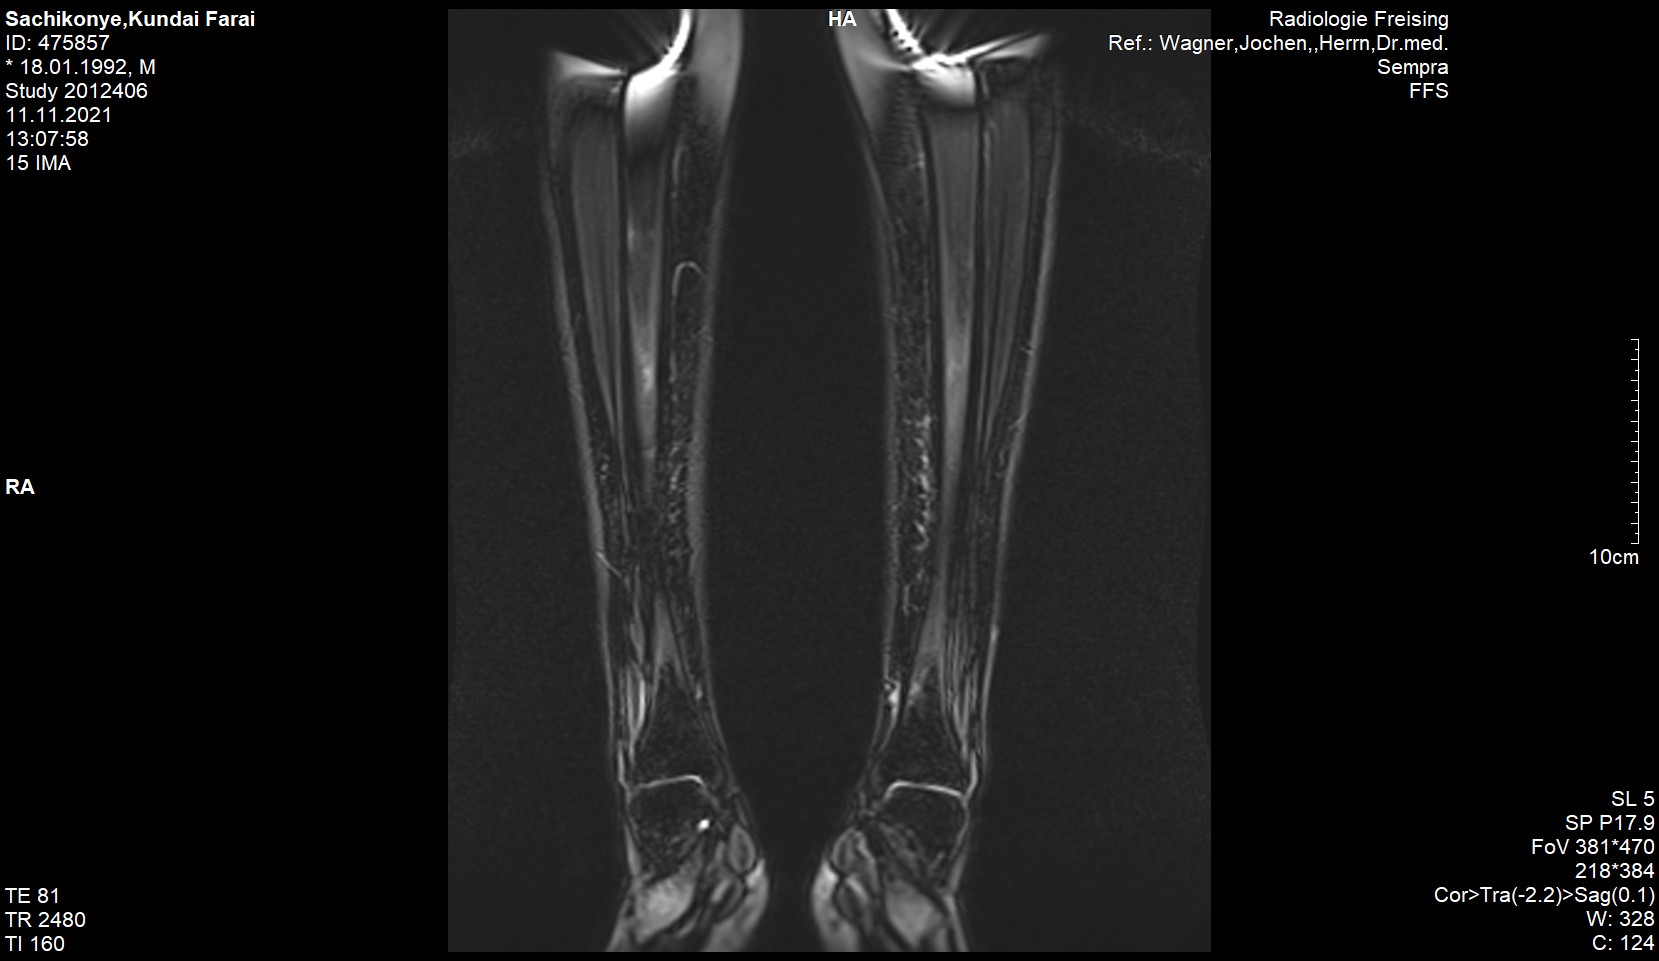 Sachikonye,Kundai Farai
ID: 475857
* 18.01.1992, M
Study 2012406
11.11.2021
13:07:58
15 IMA
HA
Radiologie Freising
Ref.: Wagner,Jochen,,Herrn,Dr.med.
Sempra
FFS
RA
10cm
TE 81
TR 2480
TI 160
SL 5
SP P17.9
FoV 381*470
218*384
Cor>Tra(-2.2)>Sag(0.1)
W: 328
C: 124